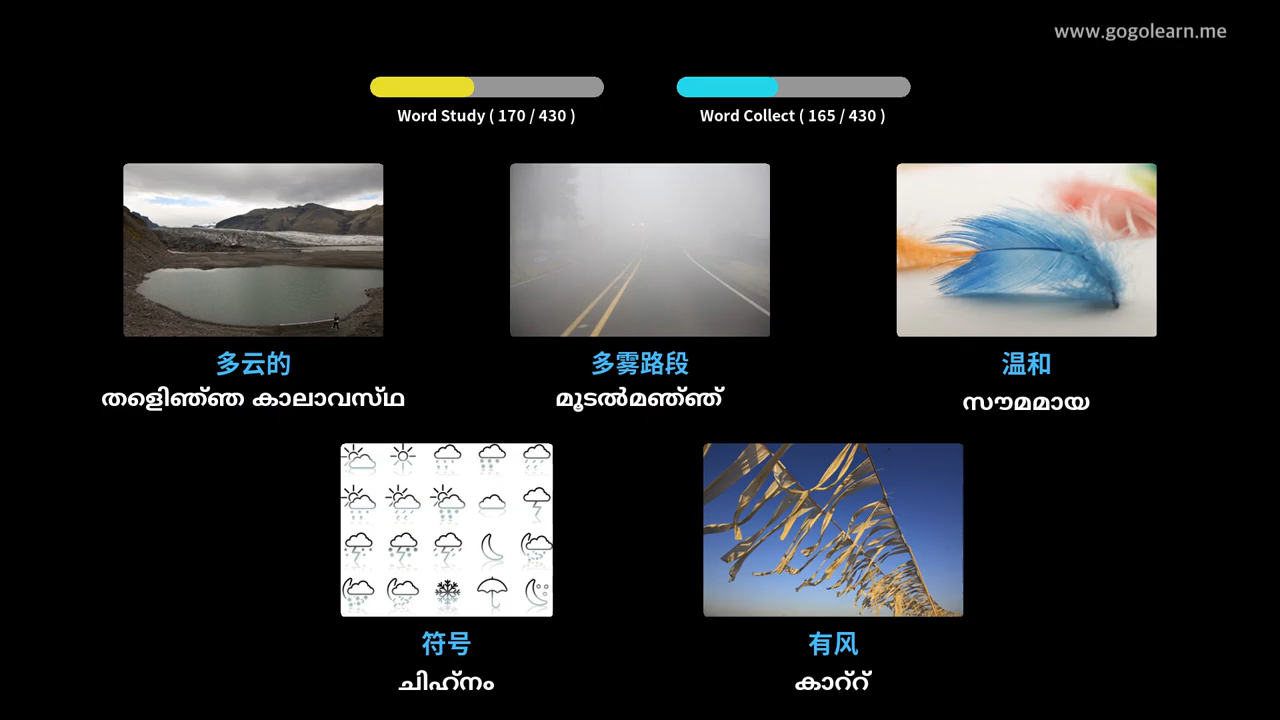 www.gogolearn.me
Word Study ( 170 / 430 )
Word Collect ( 165 / 430 )
多云的
തെളിഞ്ഞ കാലാവസ്ഥ
多雾路段
മൂടൽമഞ്ഞ്
温和
സൗമമായ
符号
ചിഹ്നം
有风
കാറ്റ്